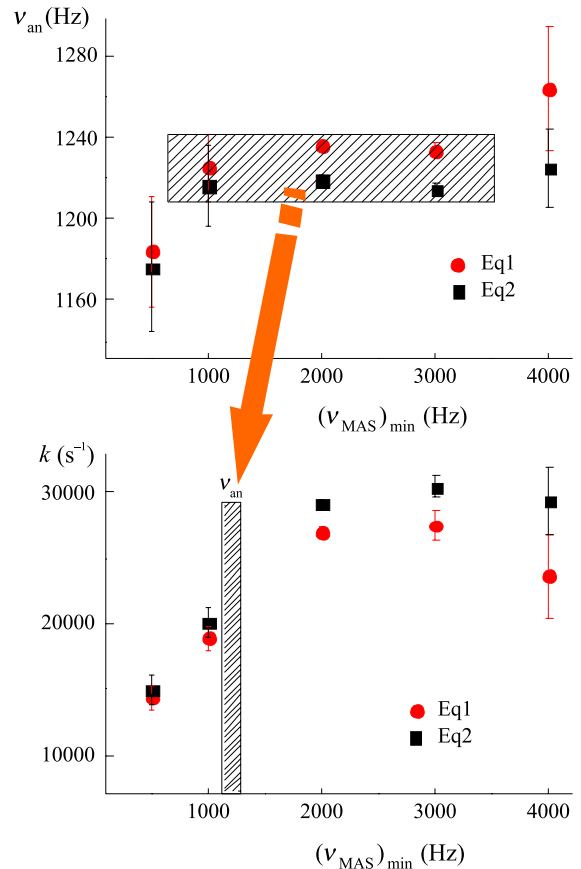 ν_an (Hz)
1280
1240
1200
1160
Eq1
Eq2
1000 2000 3000 4000
(ν_MAS)_min (Hz)
k (s⁻¹)
ν_an
30000
20000
10000
Eq1
Eq2
1000 2000 3000 4000
(ν_MAS)_min (Hz)